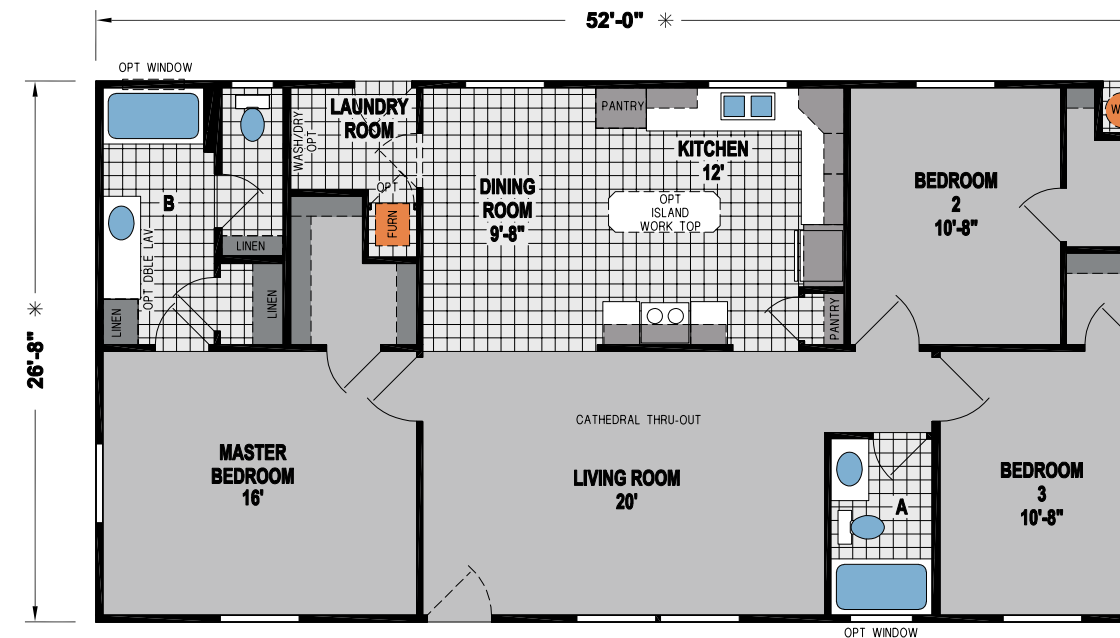 52'-0" ✳
OPT WINDOW
LAUNDRY
ROOM
WASH/DRY
OPT
PANTRY
KITCHEN
12'
W
B
DINING
ROOM
9'-8"
OPT
FURN
OPT
ISLAND
WORK TOP
BEDROOM
2
10'-8"
LINEN
OPT DBLE LAV
LINEN
LINEN
PANTRY
26'-8" ✳
CATHEDRAL THRU-OUT
MASTER
BEDROOM
16'
LIVING ROOM
20'
A
BEDROOM
3
10'-8"
OPT WINDOW